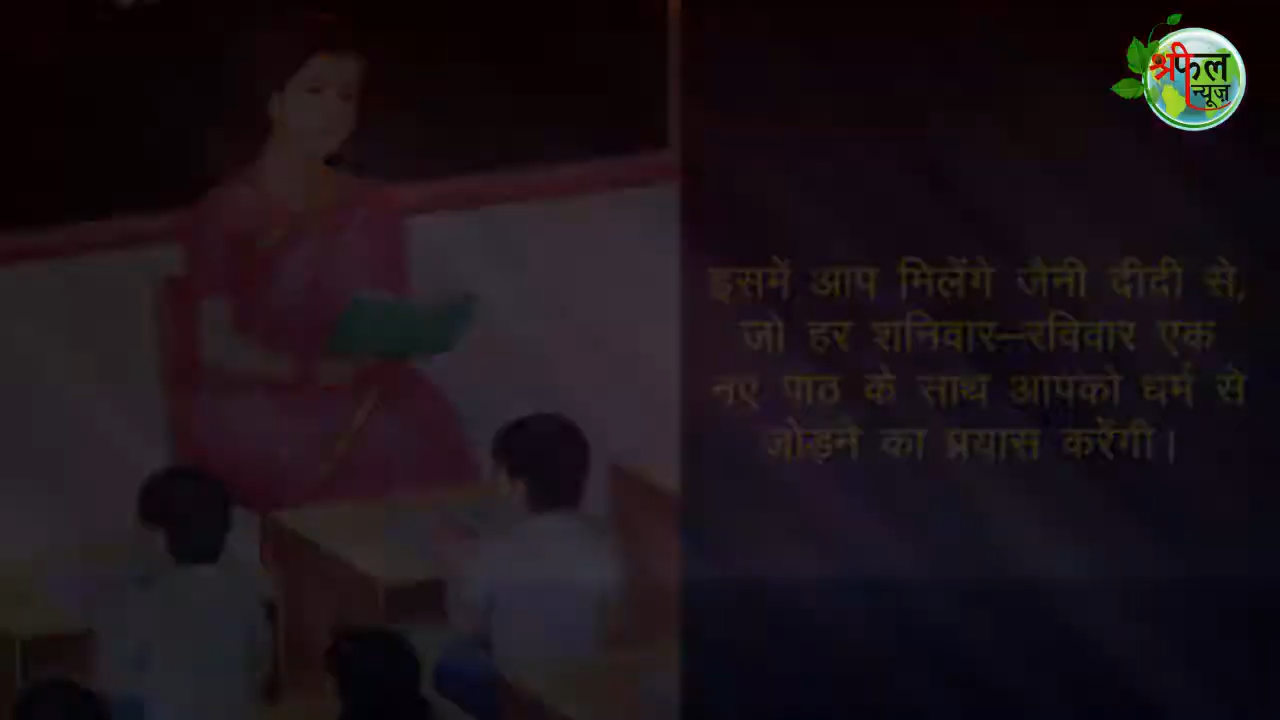 श्रीफल
न्यूज़
इसमें आप मिलेंगे जैनी दीदी से,
जो हर शनिवार–रविवार एक
नए पाठ के साथ आपको धर्म से
जोड़ने का प्रयास करेंगी।